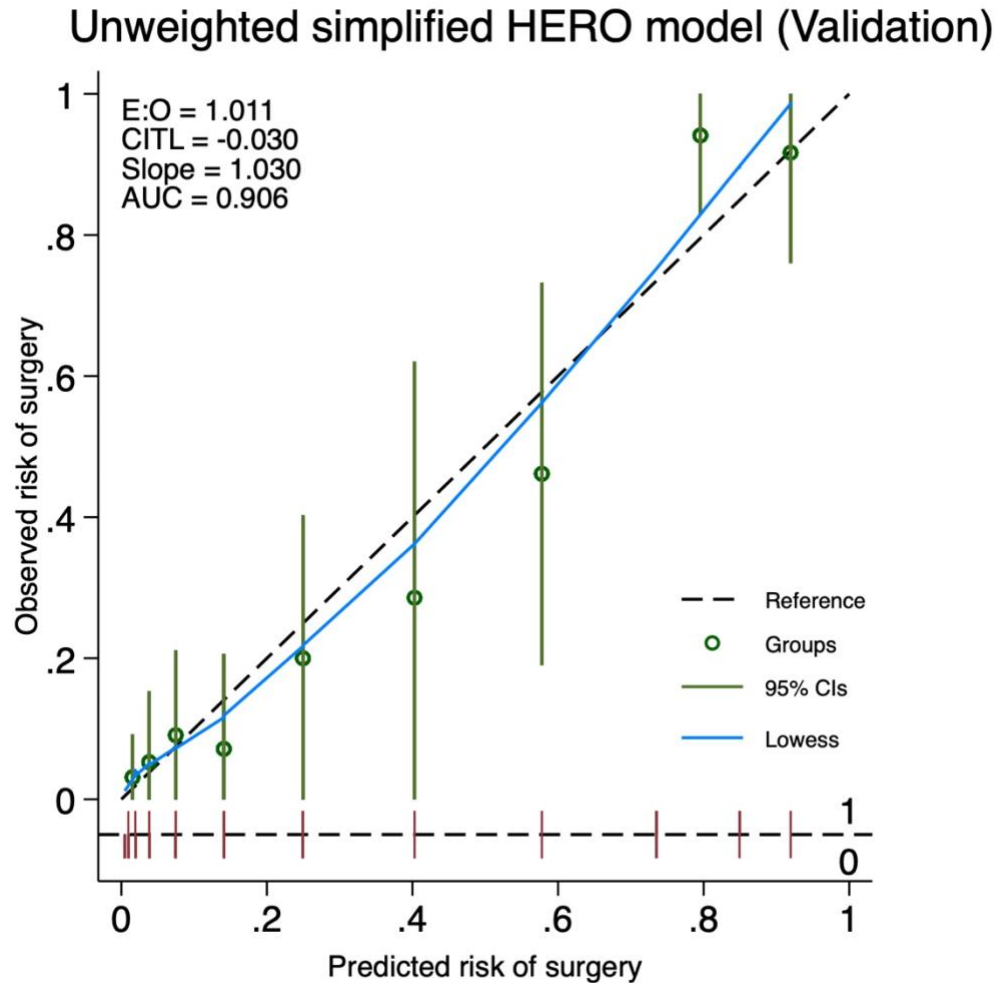 Unweighted simplified HERO model (Validation)
E:O = 1.011
CITL = -0.030
Slope = 1.030
AUC = 0.906
Observed risk of surgery
1
.8
.6
.4
.2
0
Reference
Groups
95% CIs
Lowess
1
0
0 .2 .4 .6 .8 1
Predicted risk of surgery